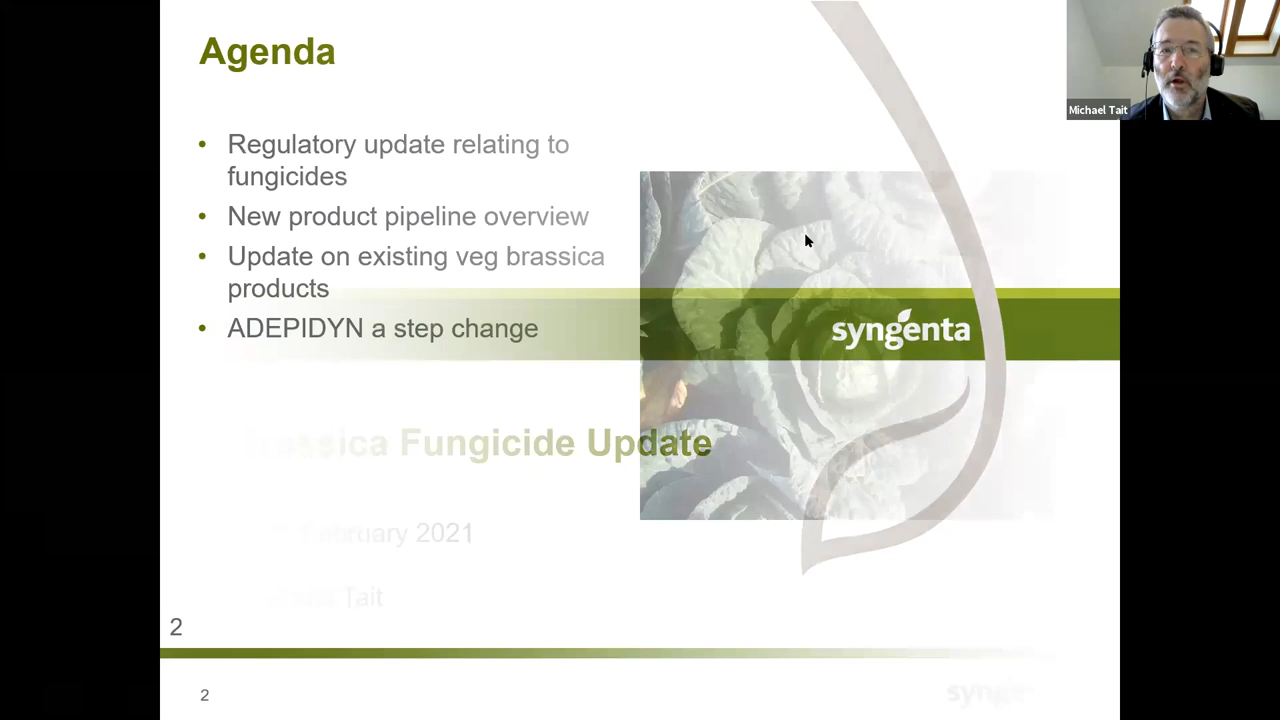 Agenda
• Regulatory update relating to
fungicides
• New product pipeline overview
• Update on existing veg brassica
products
• ADEPIDYN a step change
syngenta
Fungicide Update
February 2021
Tait
2
2
Michael Tait